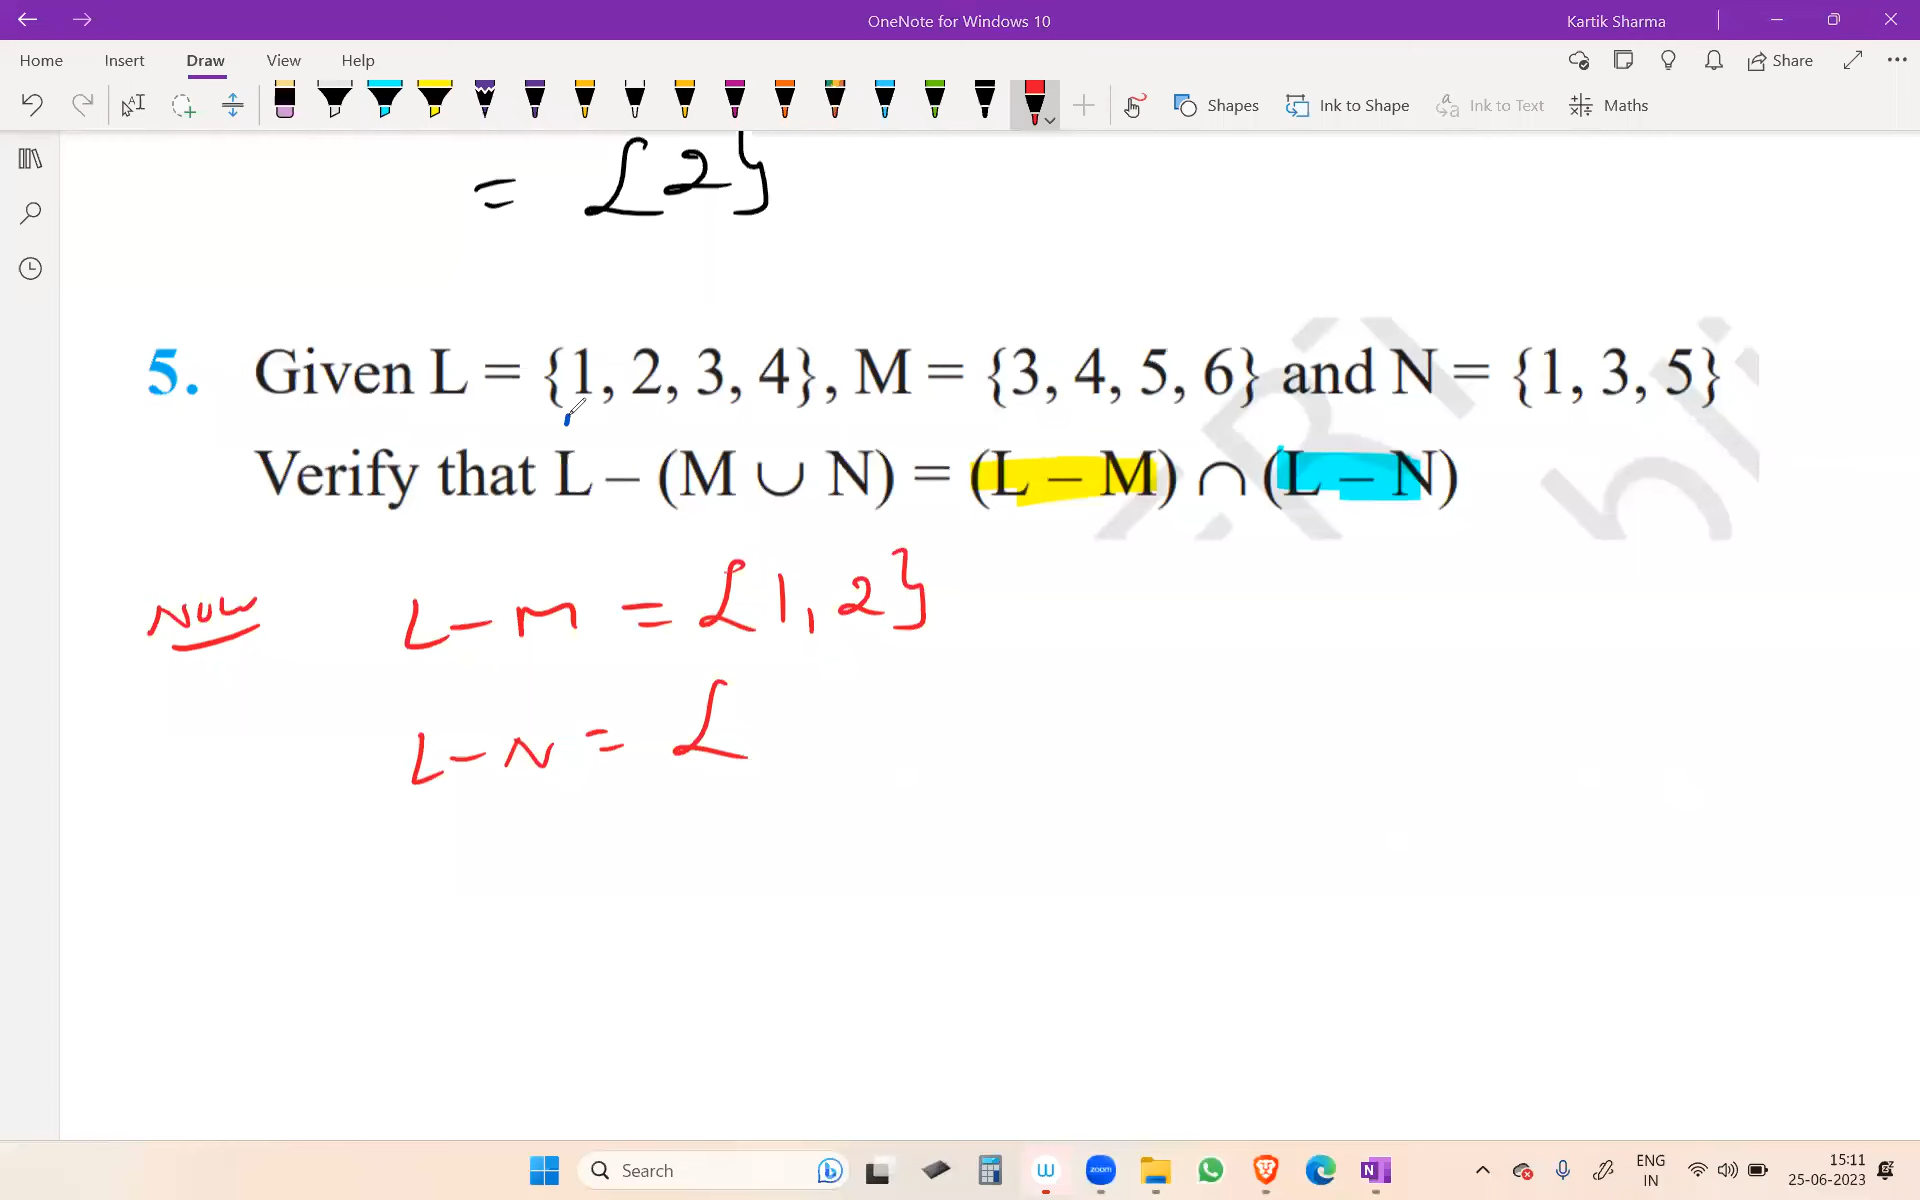 OneNote for Windows 10
Kartik Sharma
Home Insert Draw View Help
Share
Shapes Ink to Shape Ink to Text Maths
= {2}
5. Given L = {1, 2, 3, 4}, M = {3, 4, 5, 6} and N = {1, 3, 5}
Verify that L – (M ∪ N) = (L – M) ∩ (L – N)
Now L – M = {1, 2}
L – N = {
Search
zoom
ENG
IN
15:11
25-06-2023